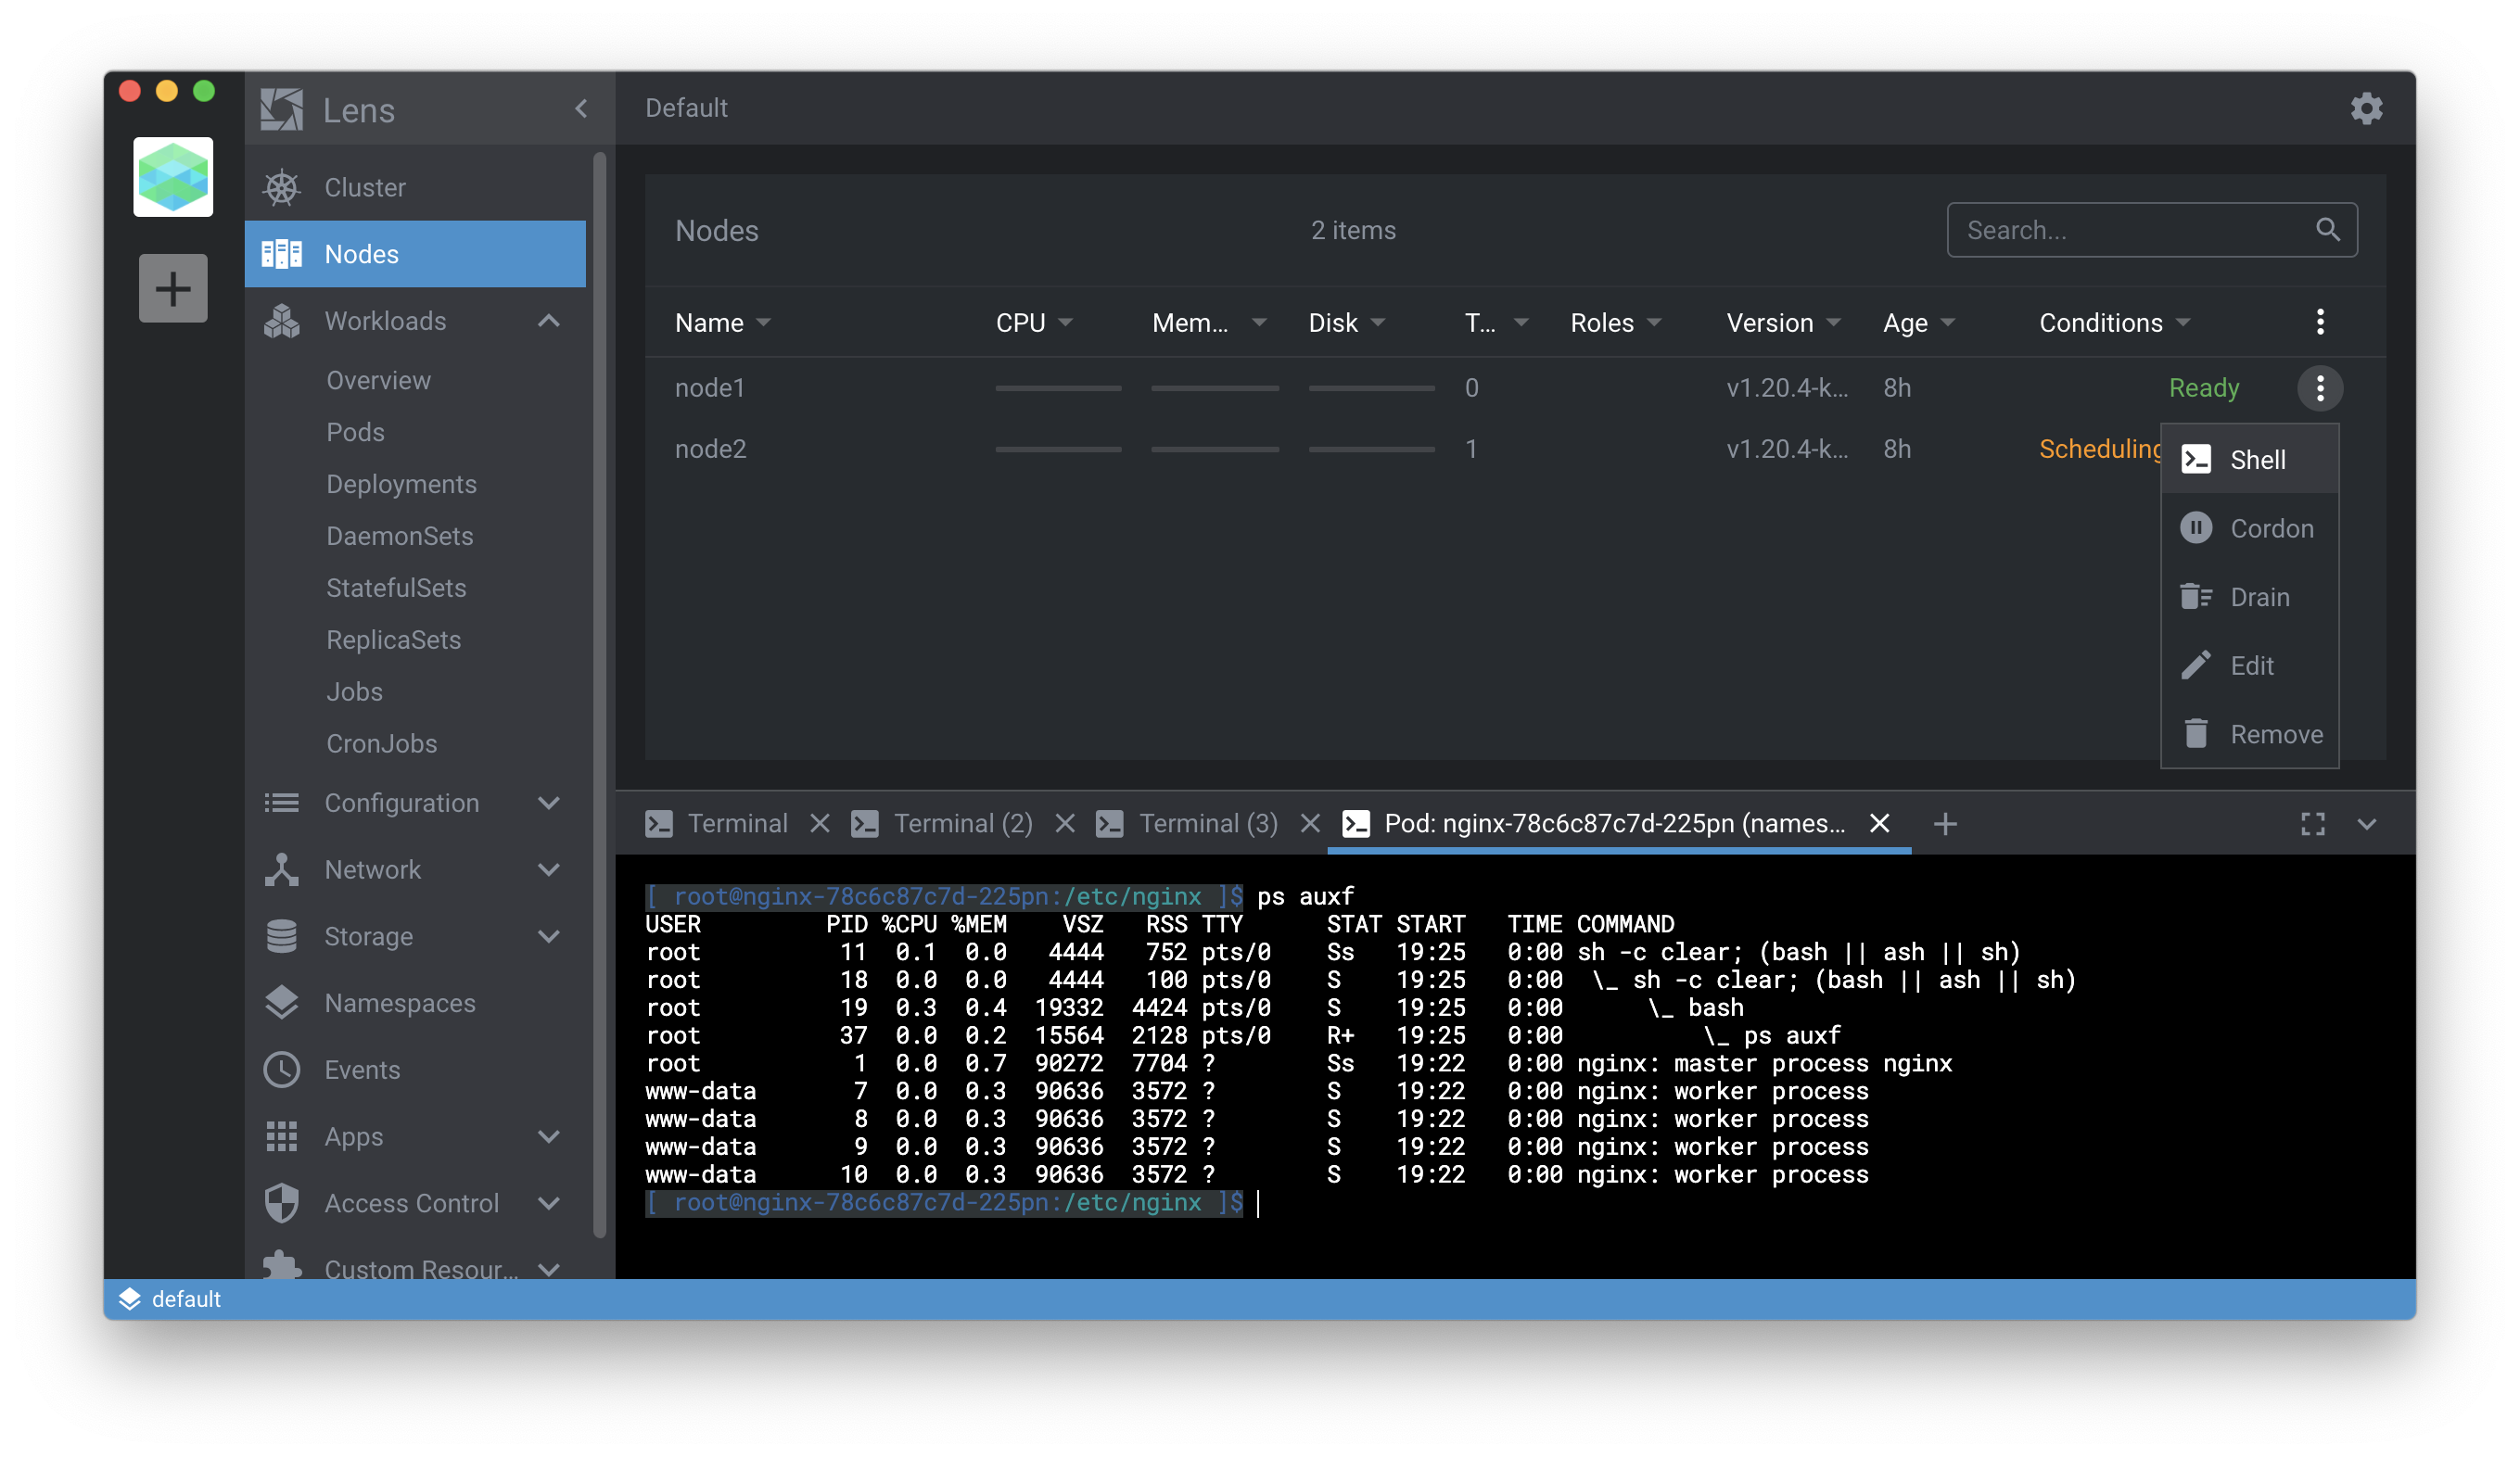 Lens
Default
Cluster
Nodes
Workloads
Overview
Pods
Deployments
DaemonSets
StatefulSets
ReplicaSets
Jobs
CronJobs
Configuration
Network
Storage
Namespaces
Events
Apps
Access Control
Custom Resour...
Nodes 2 items Search...
Name CPU Mem... Disk T... Roles Version Age Conditions
node1 0 v1.20.4-k... 8h Ready
node2 1 v1.20.4-k... 8h Scheduling
Shell
Cordon
Drain
Edit
Remove
Terminal Terminal (2) Terminal (3) Pod: nginx-78c6c87c7d-225pn (names...
[ root@nginx-78c6c87c7d-225pn:/etc/nginx ]$ ps auxf
USER PID %CPU %MEM VSZ RSS TTY STAT START TIME COMMAND
root 11 0.1 0.0 4444 752 pts/0 Ss 19:25 0:00 sh -c clear; (bash || ash || sh)
root 18 0.0 0.0 4444 100 pts/0 S 19:25 0:00 \_ sh -c clear; (bash || ash || sh)
root 19 0.3 0.4 19332 4424 pts/0 S 19:25 0:00 \_ bash
root 37 0.0 0.2 15564 2128 pts/0 R+ 19:25 0:00 \_ ps auxf
root 1 0.0 0.7 90272 7704 ? Ss 19:22 0:00 nginx: master process nginx
www-data 7 0.0 0.3 90636 3572 ? S 19:22 0:00 nginx: worker process
www-data 8 0.0 0.3 90636 3572 ? S 19:22 0:00 nginx: worker process
www-data 9 0.0 0.3 90636 3572 ? S 19:22 0:00 nginx: worker process
www-data 10 0.0 0.3 90636 3572 ? S 19:22 0:00 nginx: worker process
[ root@nginx-78c6c87c7d-225pn:/etc/nginx ]$
default